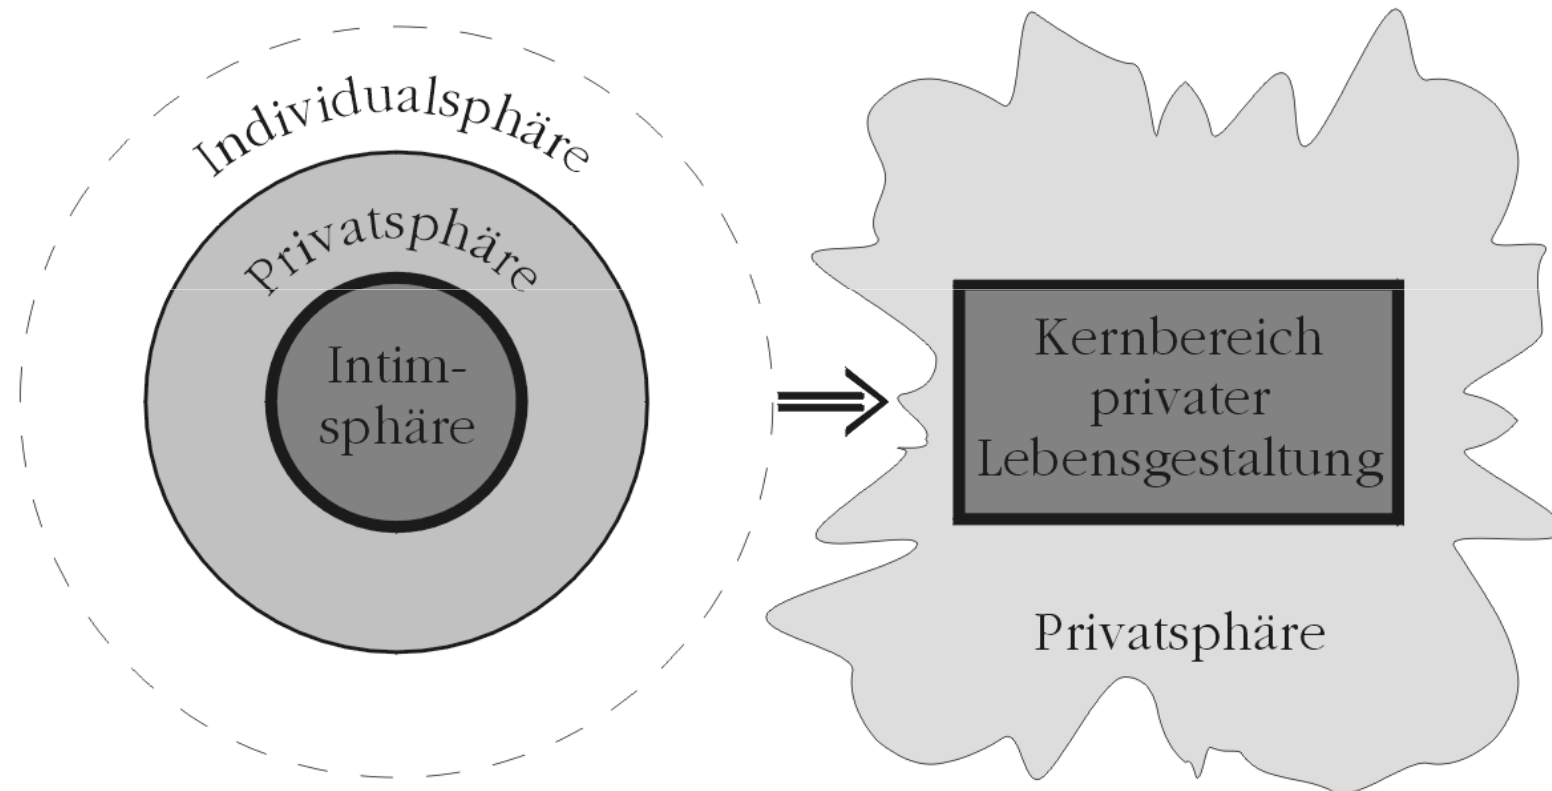 Individualsphäre
Privatsphäre
Intim-
sphäre
Kernbereich
privater
Lebensgestaltung
Privatsphäre